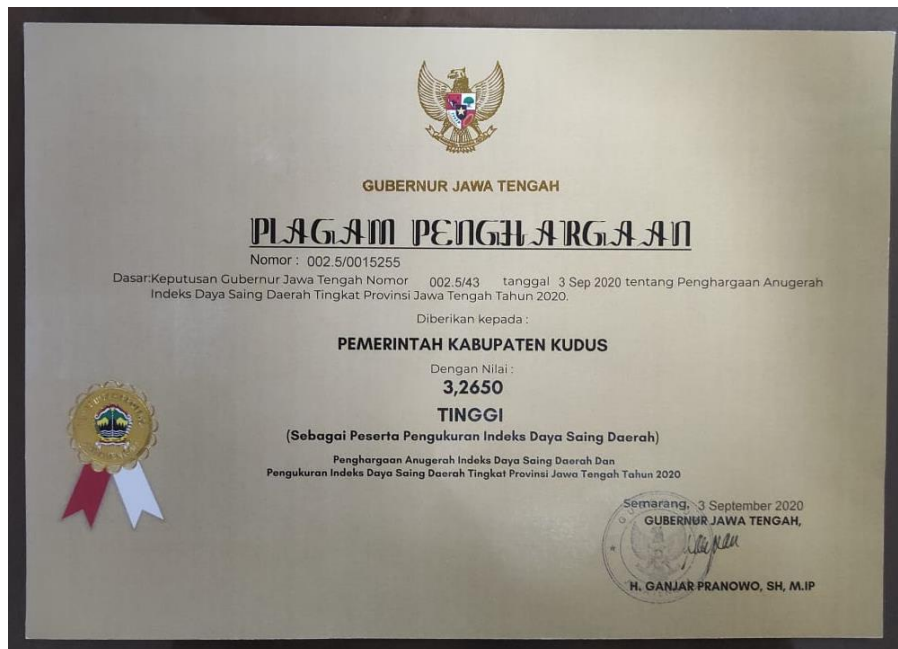 GUBERNUR JAWA TENGAH
PIAGAM PENGHARGAAN
Nomor : 002.5/0015255
Dasar:Keputusan Gubernur Jawa Tengah Nomor 002.5/43 tanggal 3 Sep 2020 tentang Penghargaan Anugerah
Indeks Daya Saing Daerah Tingkat Provinsi Jawa Tengah Tahun 2020.
Diberikan kepada :
PEMERINTAH KABUPATEN KUDUS
Dengan Nilai :
3,2650
TINGGI
(Sebagai Peserta Pengukuran Indeks Daya Saing Daerah)
Penghargaan Anugerah Indeks Daya Saing Daerah Dan
Pengukuran Indeks Daya Saing Daerah Tingkat Provinsi Jawa Tengah Tahun 2020
Semarang, 3 September 2020
GUBERNUR JAWA TENGAH,
H. GANJAR PRANOWO, SH, M.IP